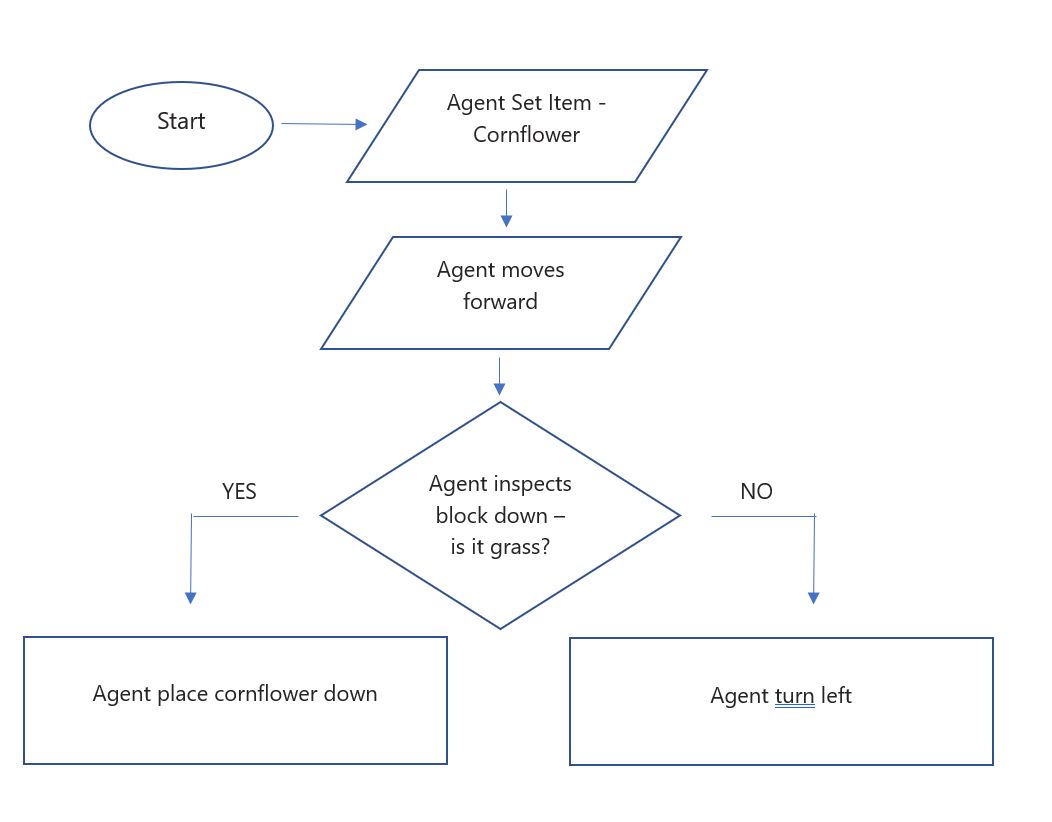 Start
Agent Set Item -
Cornflower
Agent moves
forward
Agent inspects
block down –
is it grass?
YES
NO
Agent place cornflower down
Agent turn left